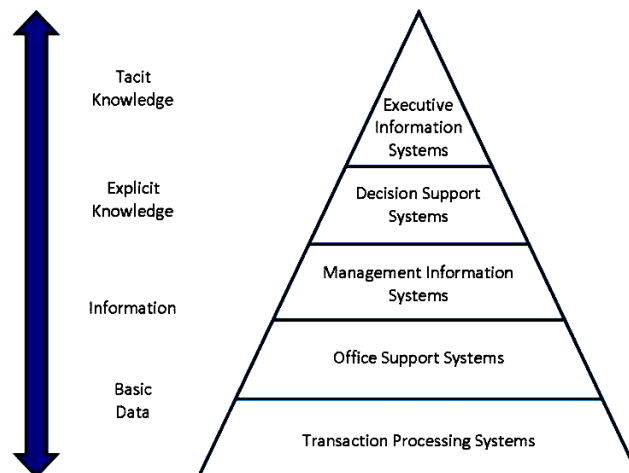 Tacit
Knowledge
Explicit
Knowledge
Information
Basic
Data
Executive
Information
Systems
Decision Support
Systems
Management Information
Systems
Office Support Systems
Transaction Processing Systems